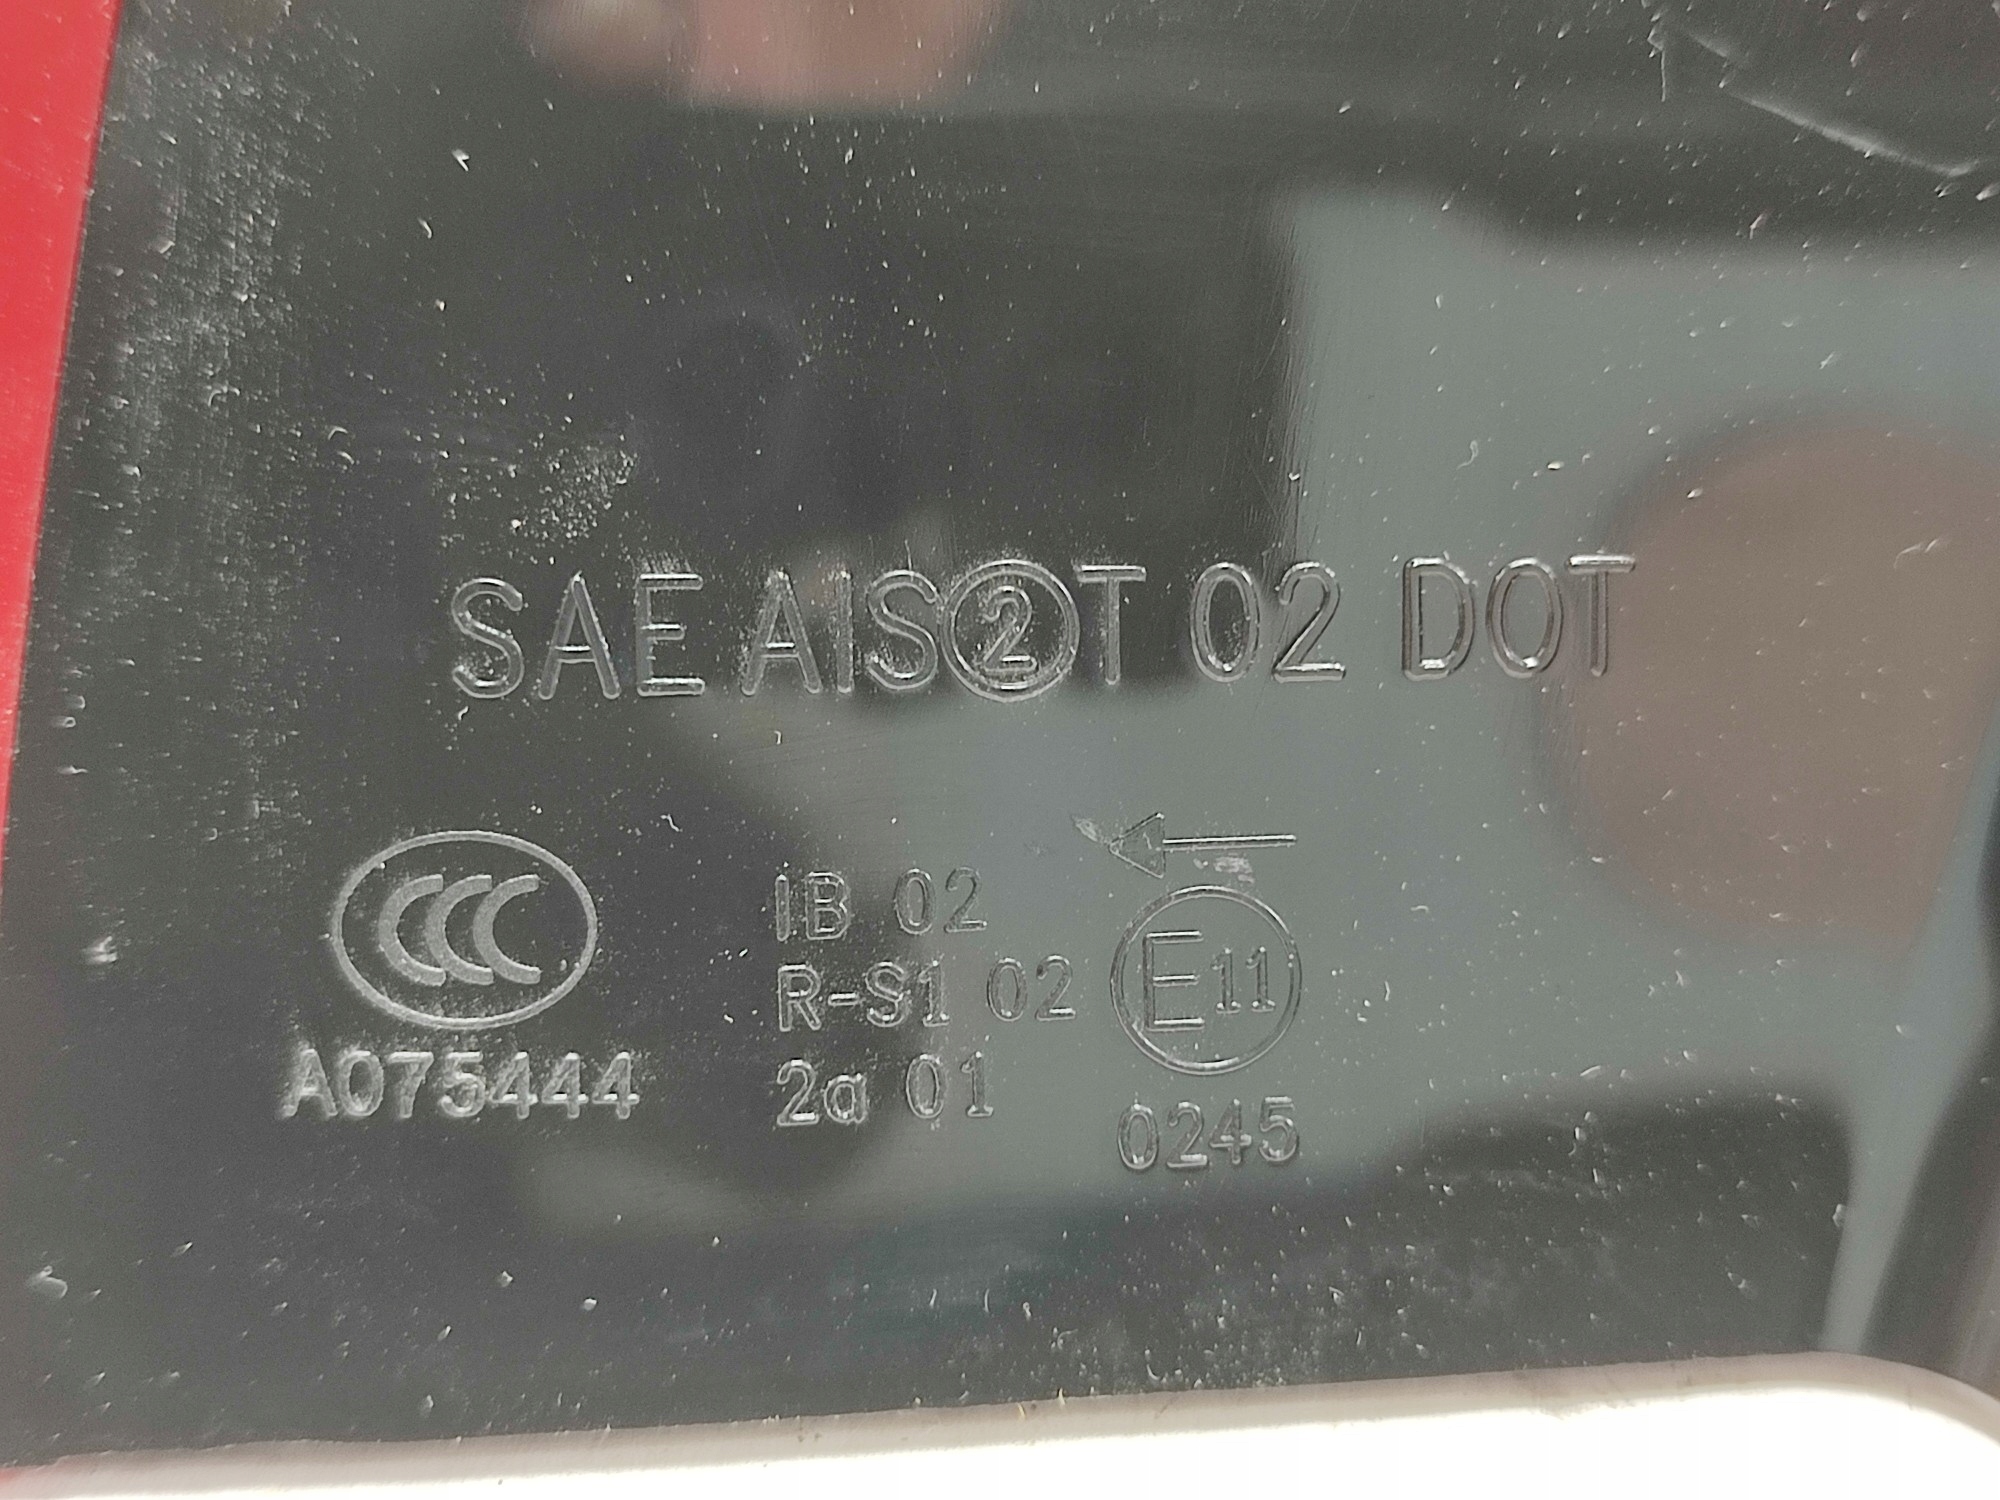 SAE AIS②T 02 DOT
CCC
A075444
IB 02
R-S1 02
2a 01
←
E11
0245